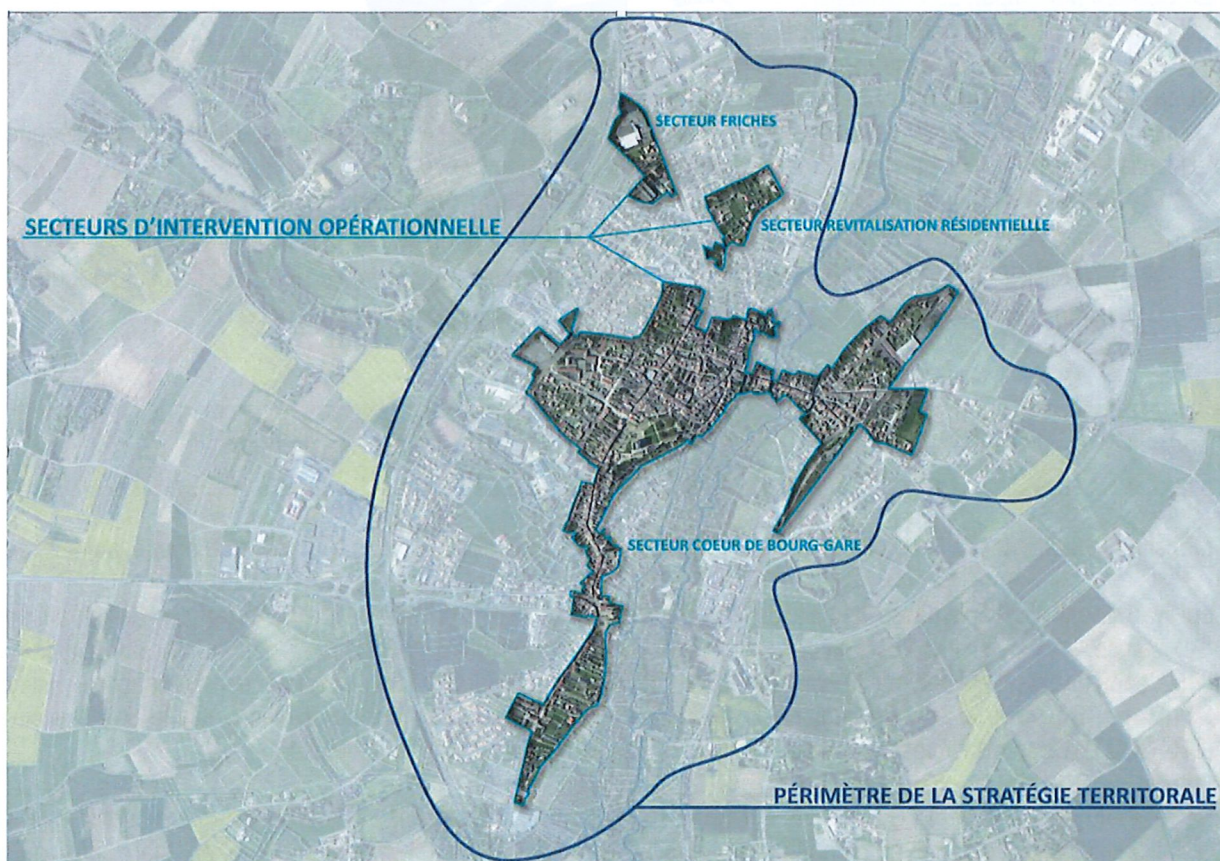 SECTEUR FRICHES
SECTEURS D'INTERVENTION OPÉRATIONNELLE
SECTEUR REVITALISATION RÉSIDENTIELLLE
SECTEUR COEUR DE BOURG-GARE
PÉRIMÈTRE DE LA STRATÉGIE TERRITORALE